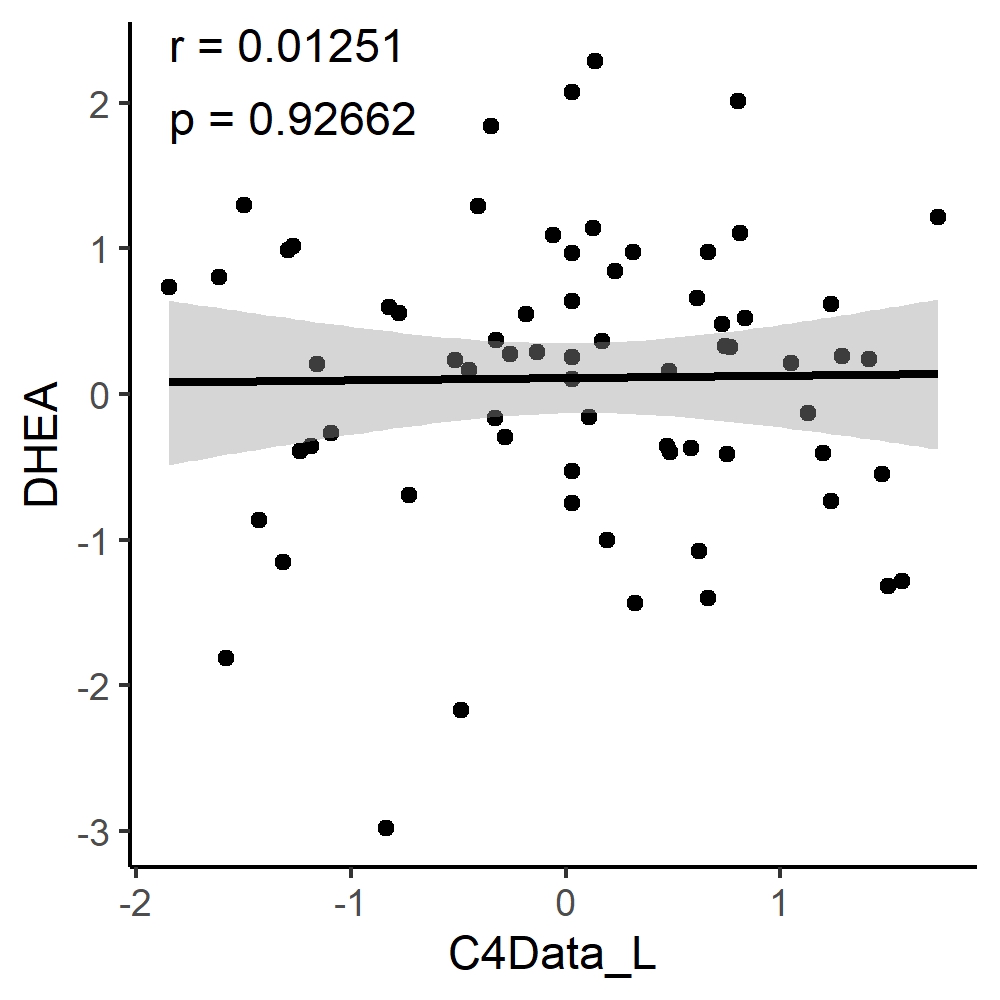 r = 0.01251
p = 0.92662
2
1
0
-1
-2
-3
DHEA
-2 -1 0 1
C4Data_L